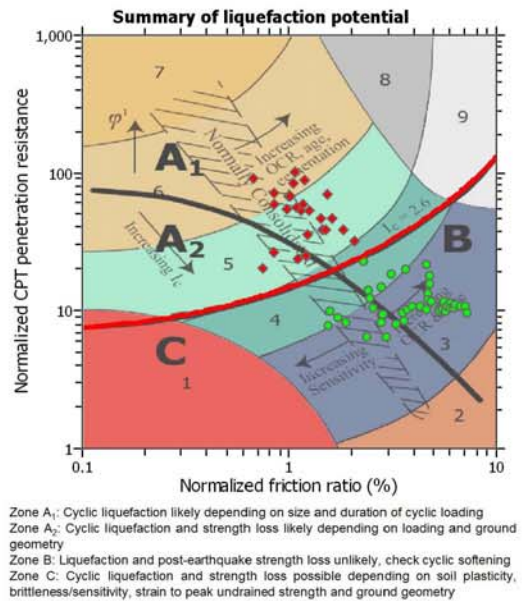 Summary of liquefaction potential
Normalized CPT penetration resistance
1,000
100
10
1
7
8
9
φ'
A1
Increasing
OCR, age,
cementation
Normally Consolidated
6
A2
Increasing Ic
5
Ic = 2.6
B
4
C
1
Increasing
Sensitivity
3
2
0.1
1
10
Normalized friction ratio (%)
Zone A1: Cyclic liquefaction likely depending on size and duration of cyclic loading
Zone A2: Cyclic liquefaction and strength loss likely depending on loading and ground
geometry
Zone B: Liquefaction and post-earthquake strength loss unlikely, check cyclic softening
Zone C: Cyclic liquefaction and strength loss possible depending on soil plasticity,
brittleness/sensitivity, strain to peak undrained strength and ground geometry